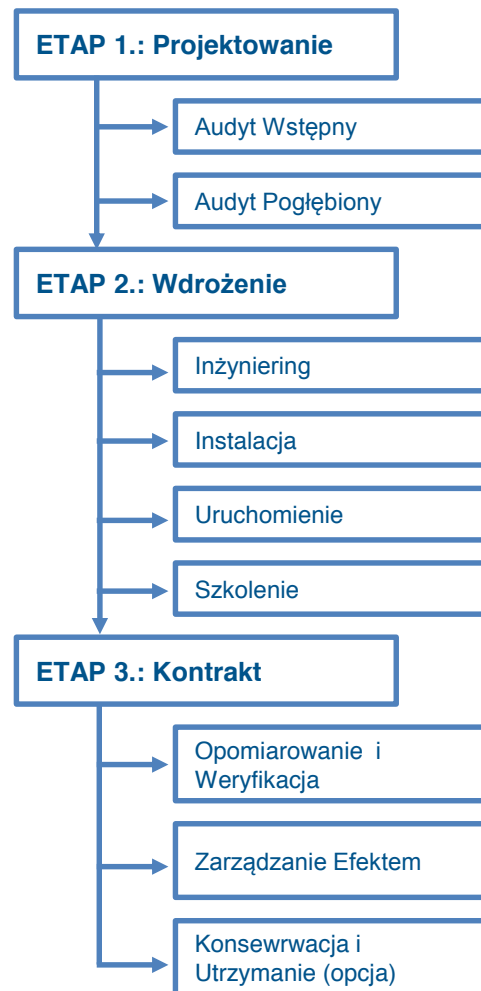 ETAP 1.: Projektowanie
Audyt Wstępny
Audyt Pogłębiony
ETAP 2.: Wdrożenie
Inżyniering
Instalacja
Uruchomienie
Szkolenie
ETAP 3.: Kontrakt
Opomiarowanie i
Weryfikacja
Zarządzanie Efektem
Konsewrwacja i
Utrzymanie (opcja)